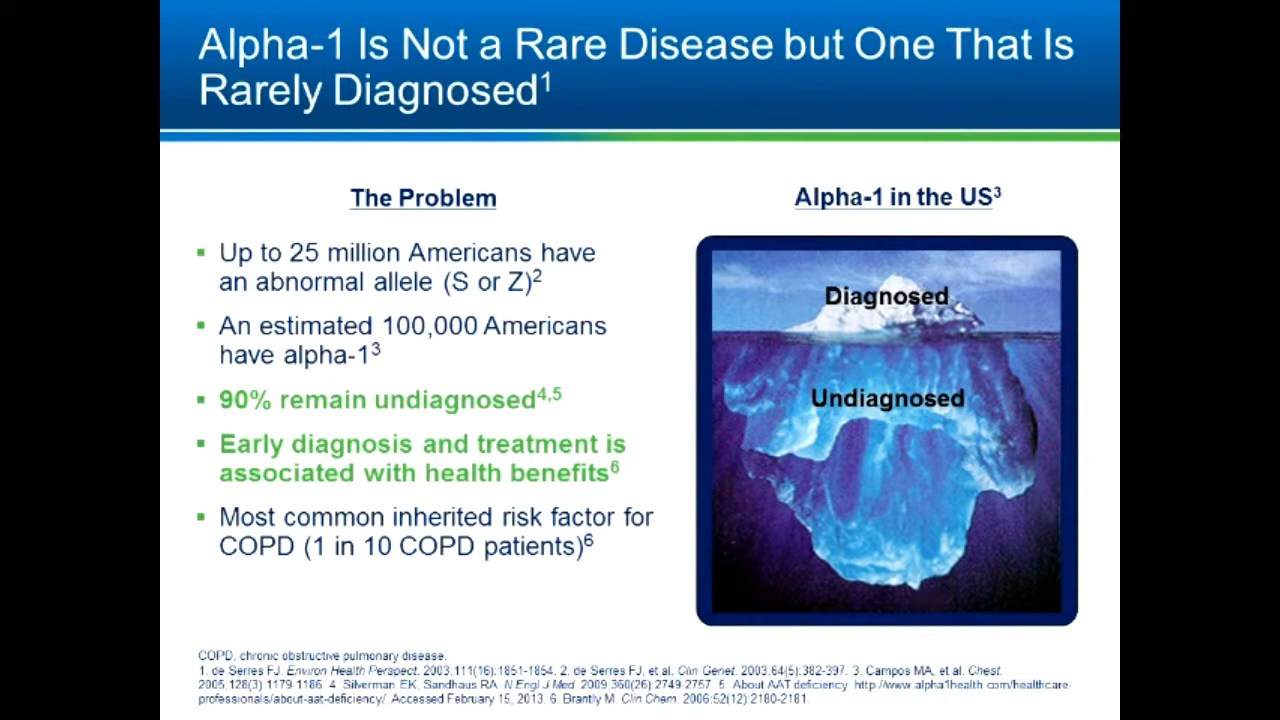 Alpha-1 Is Not a Rare Disease but One That Is
Rarely Diagnosed1
The Problem
▪ Up to 25 million Americans have
an abnormal allele (S or Z)2
▪ An estimated 100,000 Americans
have alpha-13
▪ 90% remain undiagnosed4,5
▪ Early diagnosis and treatment is
associated with health benefits6
▪ Most common inherited risk factor for
COPD (1 in 10 COPD patients)6
Alpha-1 in the US3
Diagnosed
Undiagnosed
COPD, chronic obstructive pulmonary disease.
1. de Serres FJ. Environ Health Perspect. 2003;111(16):1851-1854. 2. de Serres FJ, et al. Clin Genet. 2003;64(5):382-397. 3. Campos MA, et al. Chest.
2005;128(3):1179-1186. 4. Silverman EK, Sandhaus RA. N Engl J Med. 2009;360(26):2749-2757. 5. About AAT deficiency. http://www.alpha1health.com/healthcare-
professionals/about-aat-deficiency/. Accessed February 15, 2013. 6. Brantly M. Clin Chem. 2006;52(12):2180-2181.